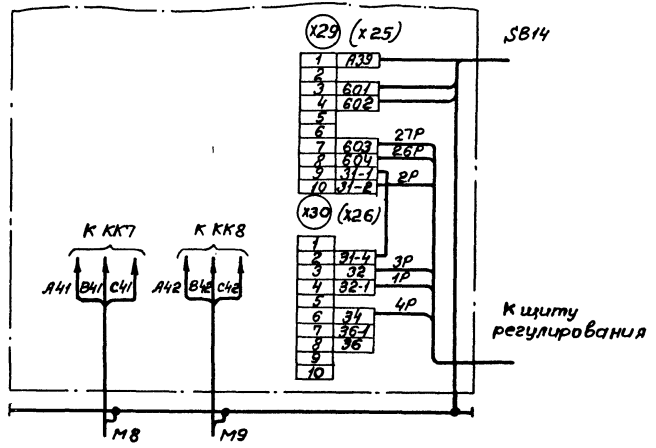 X29 (X25)
SB14
1 A39
2
3 601
4 602
5
6
7 603 27P
8 604 26P
9 31-1
10 31-2 2P
X30 (X26)
1
2 31-4
3 32 3P
4 32-1 1P
5
6 34 4P
7 36-1
8 36
9
10
К КК7
К КК8
A41 B41 C41
A42 B42 C42
К щиту
регулирования
M8
M9